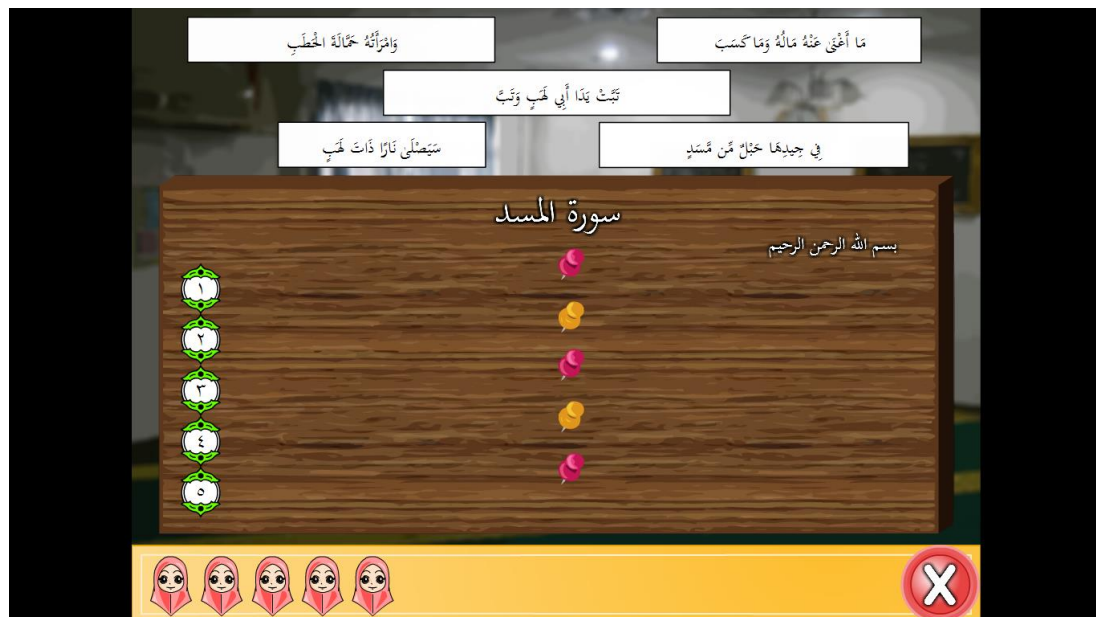 مَا أَغْنَىٰ عَنْهُ مَالُهُ وَمَا كَسَبَ
وَامْرَأَتُهُ حَمَّالَةَ الْحَطَبِ
تَبَّتْ يَدَا أَبِي لَهَبٍ وَتَبَّ
فِي جِيدِهَا حَبْلٌ مِّن مَّسَدٍ
سَيَصْلَىٰ نَارًا ذَاتَ لَهَبٍ
سورة المسد
بسم الله الرحمن الرحيم
١
٢
٣
٤
٥
X